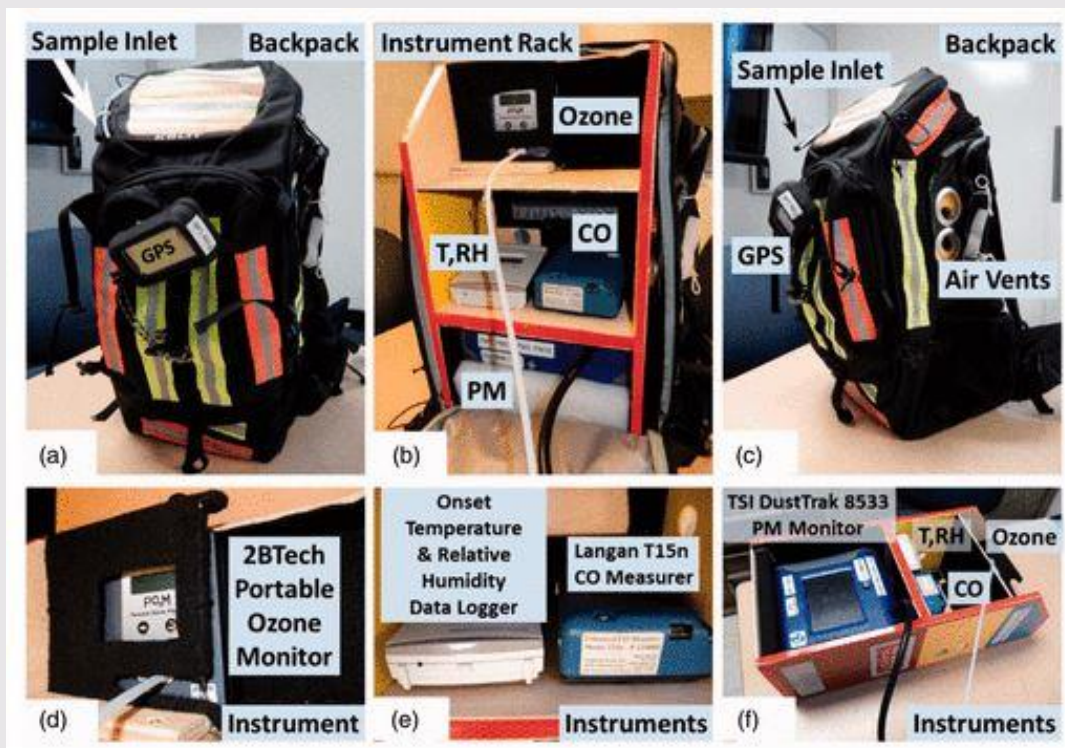 Sample Inlet
Backpack
GPS
(a)
Instrument Rack
Ozone
T,RH
CO
PM
(b)
Backpack
Sample Inlet
GPS
Air Vents
(c)
2BTech
Portable
Ozone
Monitor
Instrument
(d)
Onset
Temperature
& Relative
Humidity
Data Logger
Langan T15n
CO Measurer
Instruments
(e)
TSI DustTrak 8533
PM Monitor
T,RH
Ozone
CO
Instruments
(f)